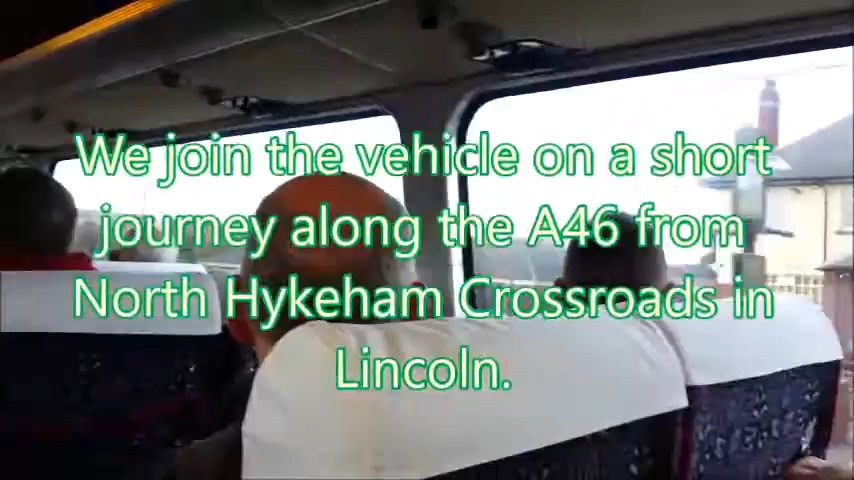 We join the vehicle on a short
journey along the A46 from
North Hykeham Crossroads in
Lincoln.